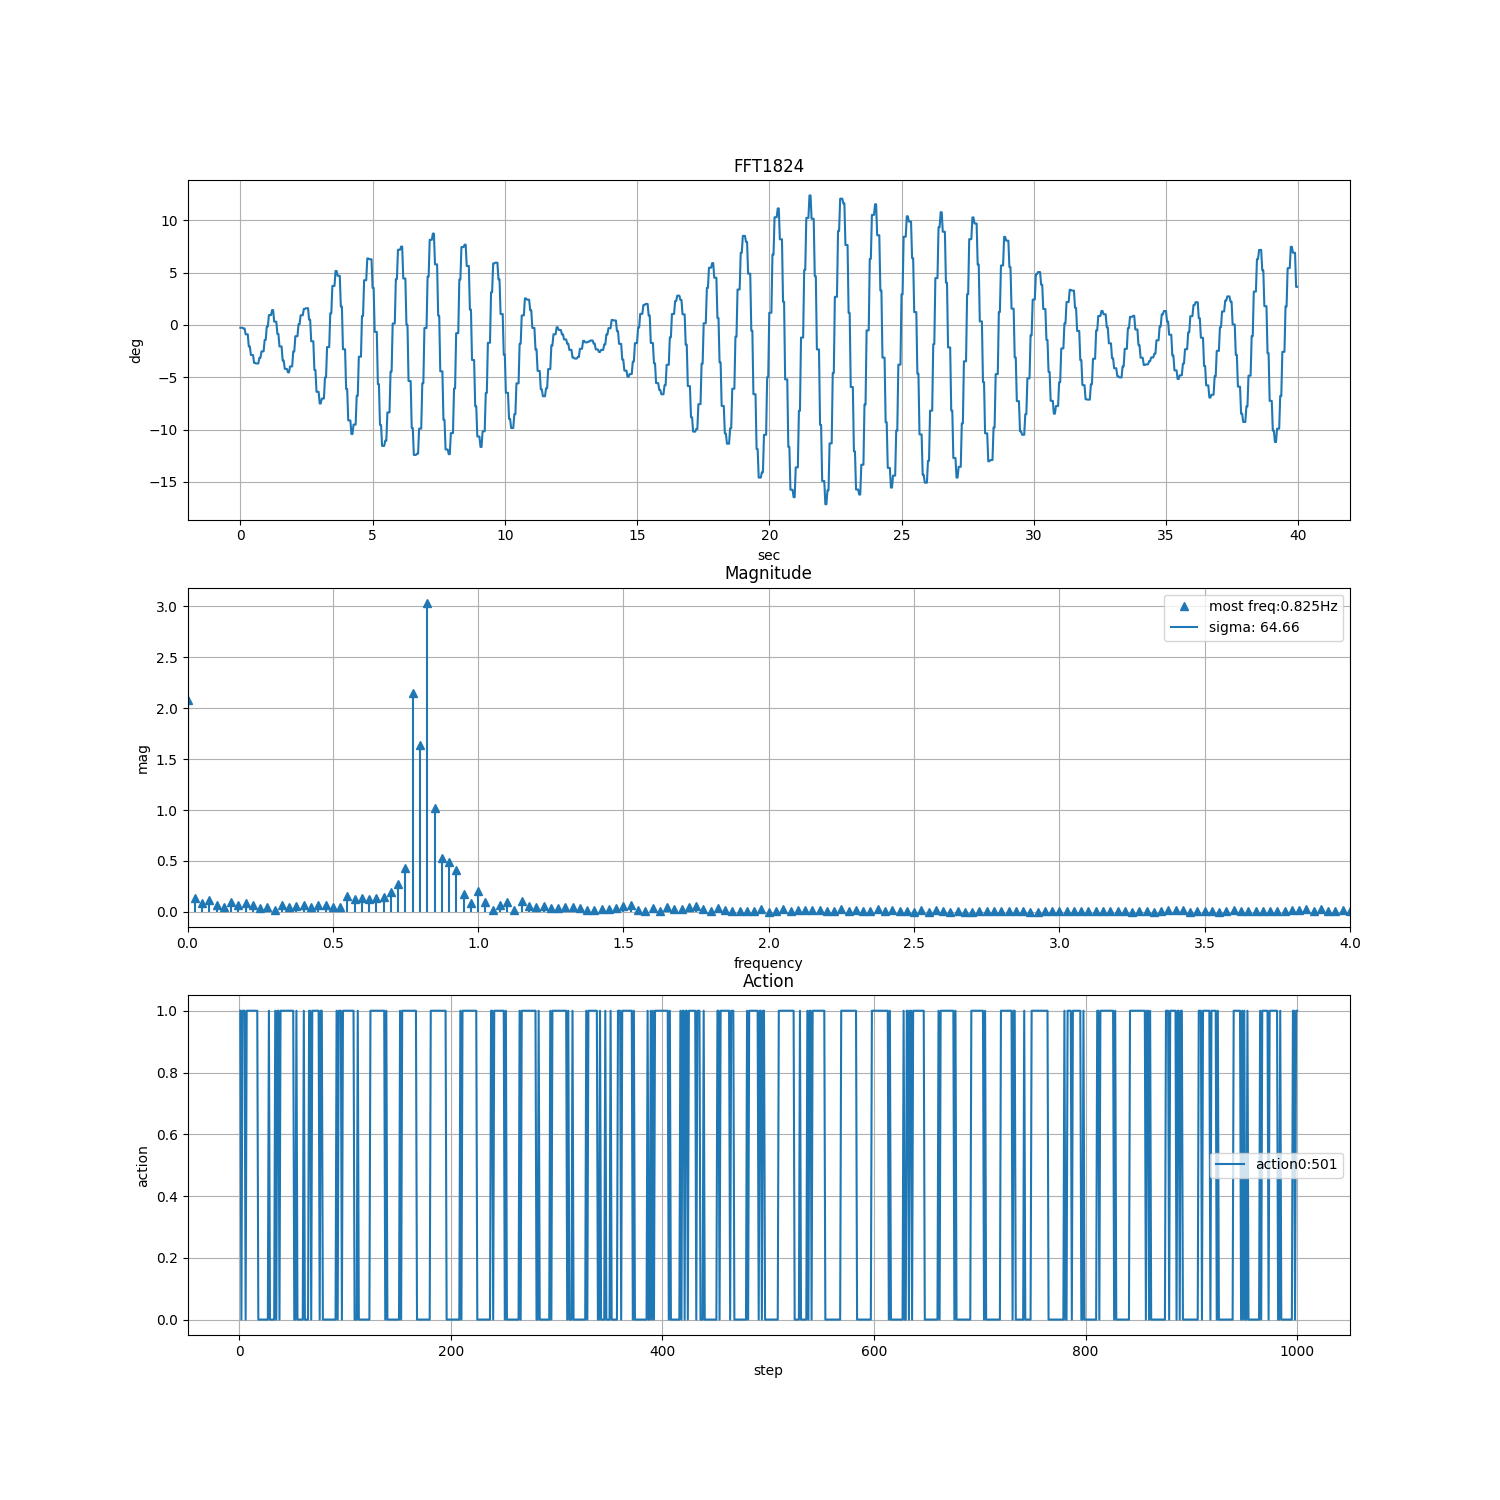 FFT1824
deg
10
5
0
−5
−10
−15
0 5 10 15 20 25 30 35 40
sec
Magnitude
mag
3.0
2.5
2.0
1.5
1.0
0.5
0.0
most freq:0.825Hz
sigma: 64.66
0.0 0.5 1.0 1.5 2.0 2.5 3.0 3.5 4.0
frequency
Action
action
1.0
0.8
0.6
0.4
0.2
0.0
action0:501
0 200 400 600 800 1000
step